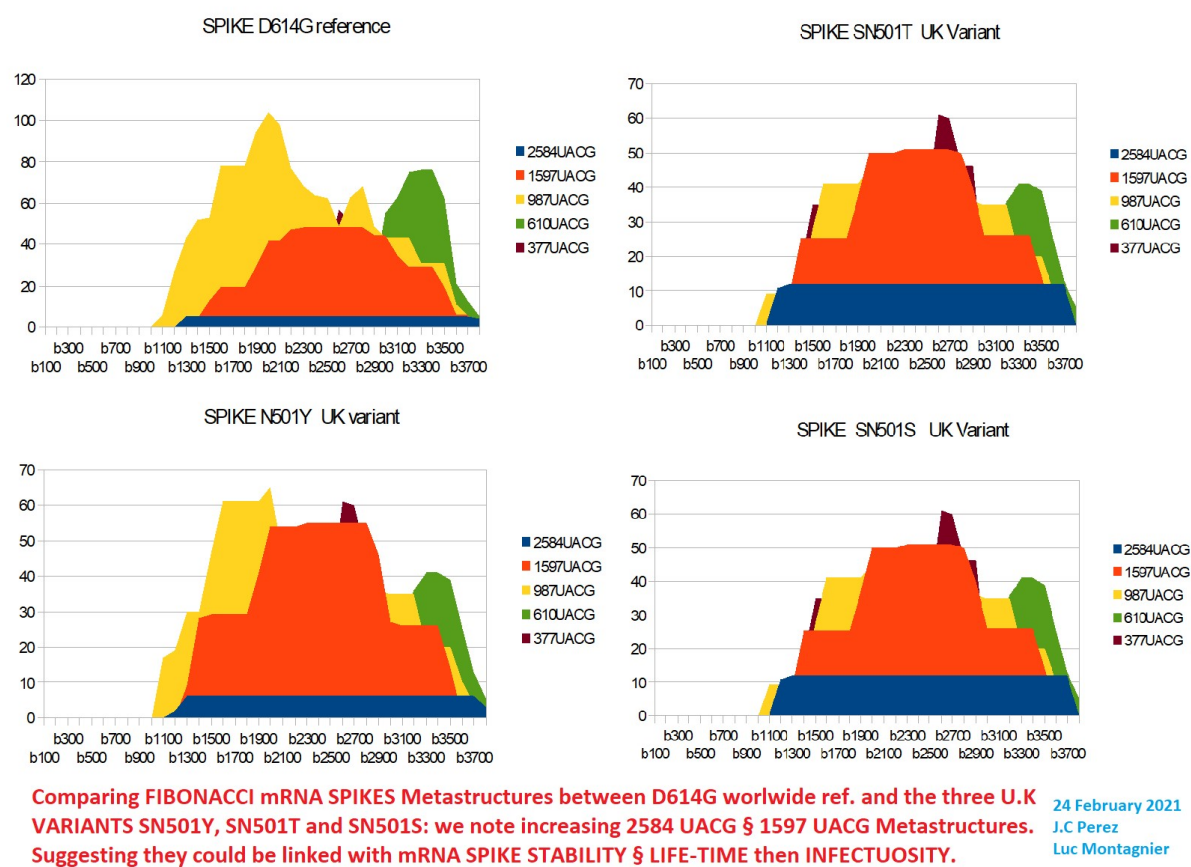 SPIKE D614G reference
120
100
80
60
40
20
0
b300 b700 b1100 b1500 b1900 b2300 b2700 b3100 b3500
b100 b500 b900 b1300 b1700 b2100 b2500 b2900 b3300 b3700
2584UACG
1597UACG
987UACG
610UACG
377UACG
SPIKE SN501T UK Variant
70
60
50
40
30
20
10
0
b300 b700 b1100 b1500 b1900 b2300 b2700 b3100 b3500
b100 b500 b900 b1300 b1700 b2100 b2500 b2900 b3300 b3700
2584UACG
1597UACG
987UACG
610UACG
377UACG
SPIKE N501Y UK variant
70
60
50
40
30
20
10
0
b300 b700 b1100 b1500 b1900 b2300 b2700 b3100 b3500
b100 b500 b900 b1300 b1700 b2100 b2500 b2900 b3300 b3700
2584UACG
1597UACG
987UACG
610UACG
377UACG
SPIKE SN501S UK Variant
70
60
50
40
30
20
10
0
b300 b700 b1100 b1500 b1900 b2300 b2700 b3100 b3500
b100 b500 b900 b1300 b1700 b2100 b2500 b2900 b3300 b3700
2584UACG
1597UACG
987UACG
610UACG
377UACG
Comparing FIBONACCI mRNA SPIKES Metastructures between D614G worlwide ref. and the three U.K
VARIANTS SN501Y, SN501T and SN501S: we note increasing 2584 UACG § 1597 UACG Metastructures.
Suggesting they could be linked with mRNA SPIKE STABILITY § LIFE-TIME then INFECTUOSITY.
24 February 2021
J.C Perez
Luc Montagnier